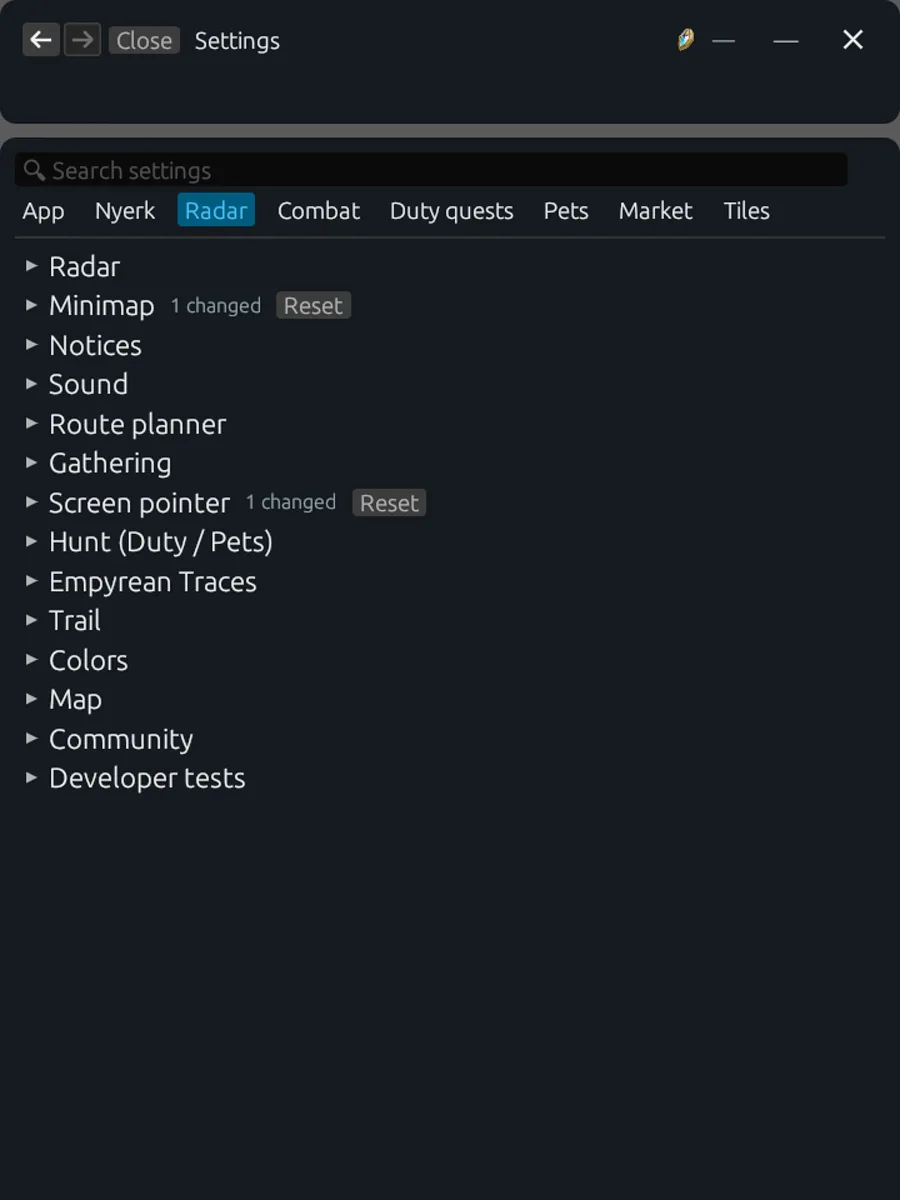 Close Settings
Search settings
App Nyerk Radar Combat Duty quests Pets Market Tiles
Radar
Minimap 1 changed Reset
Notices
Sound
Route planner
Gathering
Screen pointer 1 changed Reset
Hunt (Duty / Pets)
Empyrean Traces
Trail
Colors
Map
Community
Developer tests